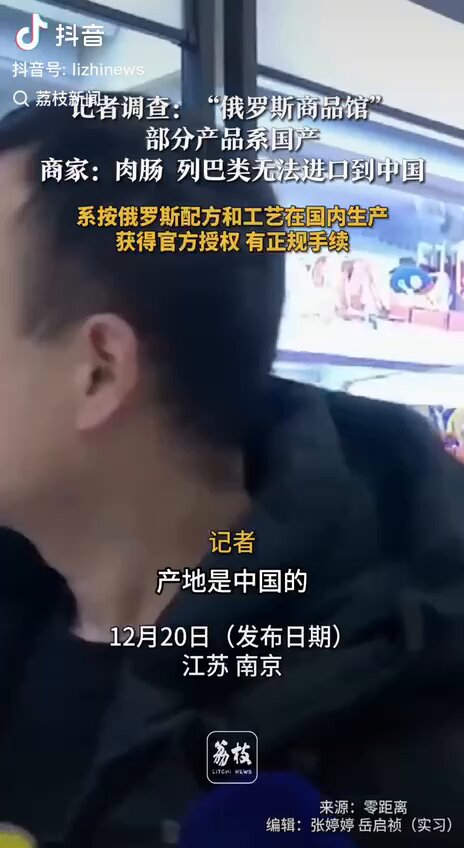 抖音
抖音号: lizhinews
荔枝新闻
记者调查：“俄罗斯商品馆”
部分产品系国产
商家：肉肠 列巴类无法进口到中国
系按俄罗斯配方和工艺在国内生产
获得官方授权 有正规手续
记者
产地是中国的
12月20日（发布日期）
江苏 南京
荔枝
LITCHI NEWS
来源：零距离
编辑：张婷婷 岳启祯（实习）